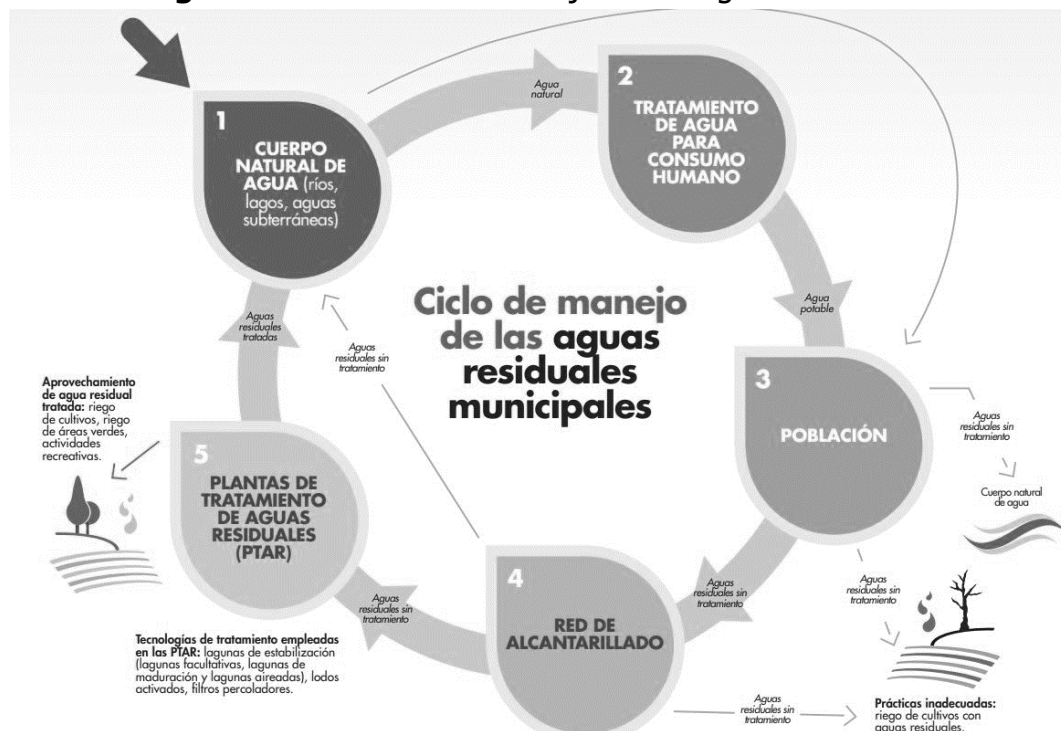 1
CUERPO
NATURAL DE
AGUA (ríos,
lagos, aguas
subterráneas)
Agua
natural
2
TRATAMIENTO
DE AGUA
PARA
CONSUMO
HUMANO
Agua
potable
Ciclo de manejo
de las aguas
residuales
municipales
3
POBLACIÓN
Aguas
residuales sin
tratamiento
Cuerpo natural
de agua
Aguas
residuales sin
tratamiento
Aguas
residuales sin
tratamiento
4
RED DE
ALCANTARILLADO
Aguas
residuales sin
tratamiento
Prácticas inadecuadas:
riego de cultivos con
aguas residuales.
Aguas
residuales sin
tratamiento
Aguas
residuales sin
tratamiento
5
PLANTAS DE
TRATAMIENTO
DE AGUAS
RESIDUALES
(PTAR)
Aguas
residuales
tratadas
Aprovechamiento
de agua residual
tratada: riego
de cultivos, riego
de áreas verdes,
actividades
recreativas.
Tecnologías de tratamiento empleadas
en las PTAR: lagunas de estabilización
(lagunas facultativas, lagunas de
maduración y lagunas aireadas), lodos
activados, filtros percoladores.